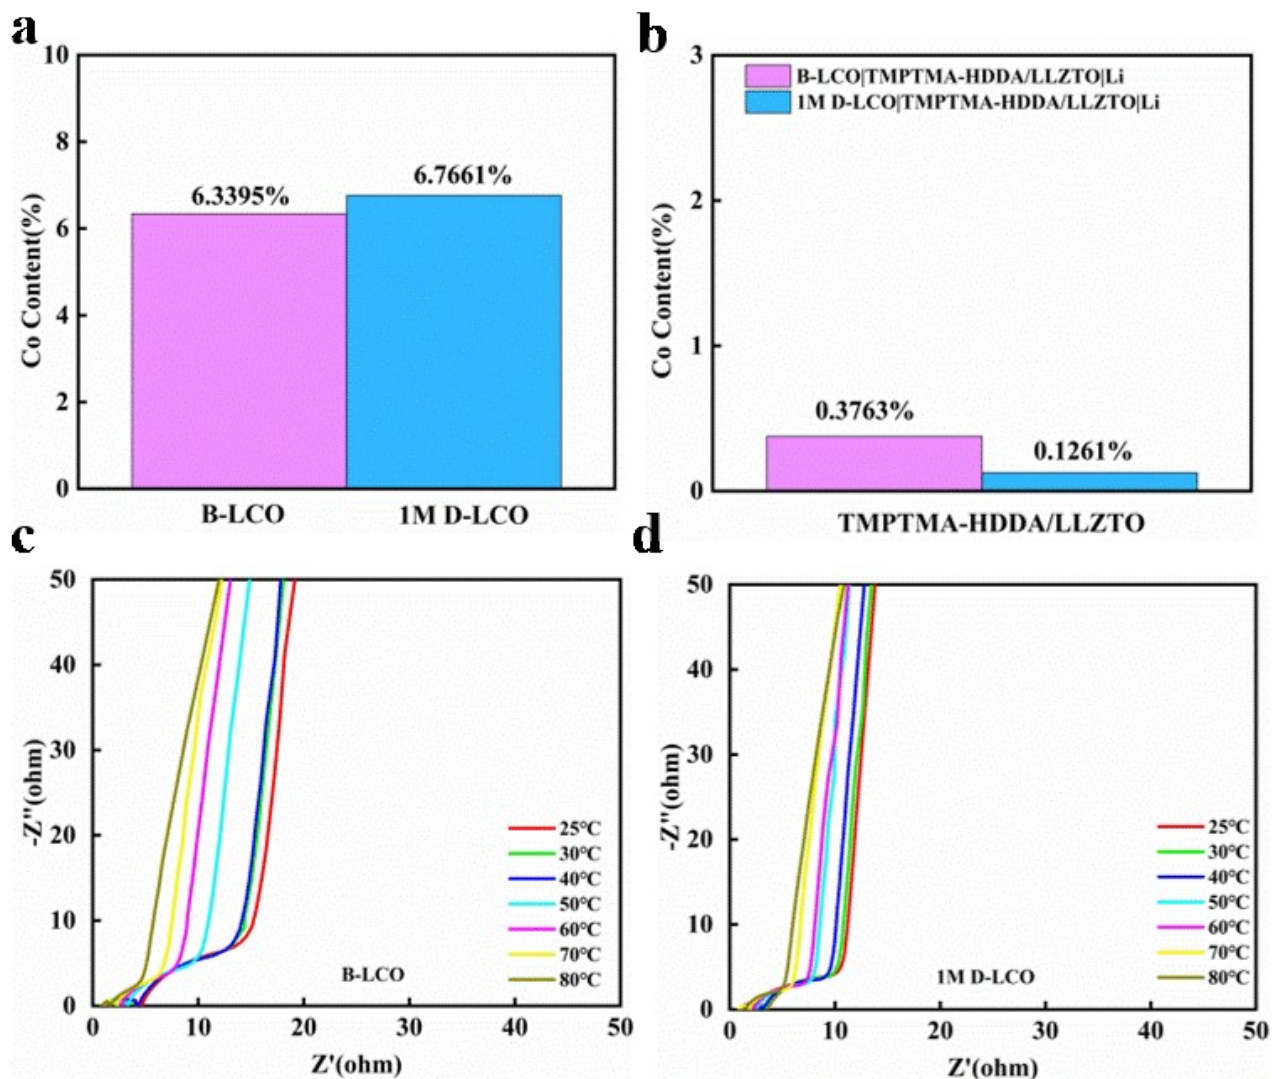 a
10
8
6
4
2
0
Co Content(%)
6.3395%
6.7661%
B-LCO
1M D-LCO
b
3
2
1
0
Co Content(%)
B-LCO|TMPTMA-HDDA/LLZTO|Li
1M D-LCO|TMPTMA-HDDA/LLZTO|Li
0.3763%
0.1261%
TMPTMA-HDDA/LLZTO
c
50
40
30
20
10
0
-Z''(ohm)
25°C
30°C
40°C
50°C
60°C
70°C
80°C
B-LCO
0 10 20 30 40 50
Z'(ohm)
d
50
40
30
20
10
0
-Z''(ohm)
25°C
30°C
40°C
50°C
60°C
70°C
80°C
1M D-LCO
0 10 20 30 40 50
Z'(ohm)